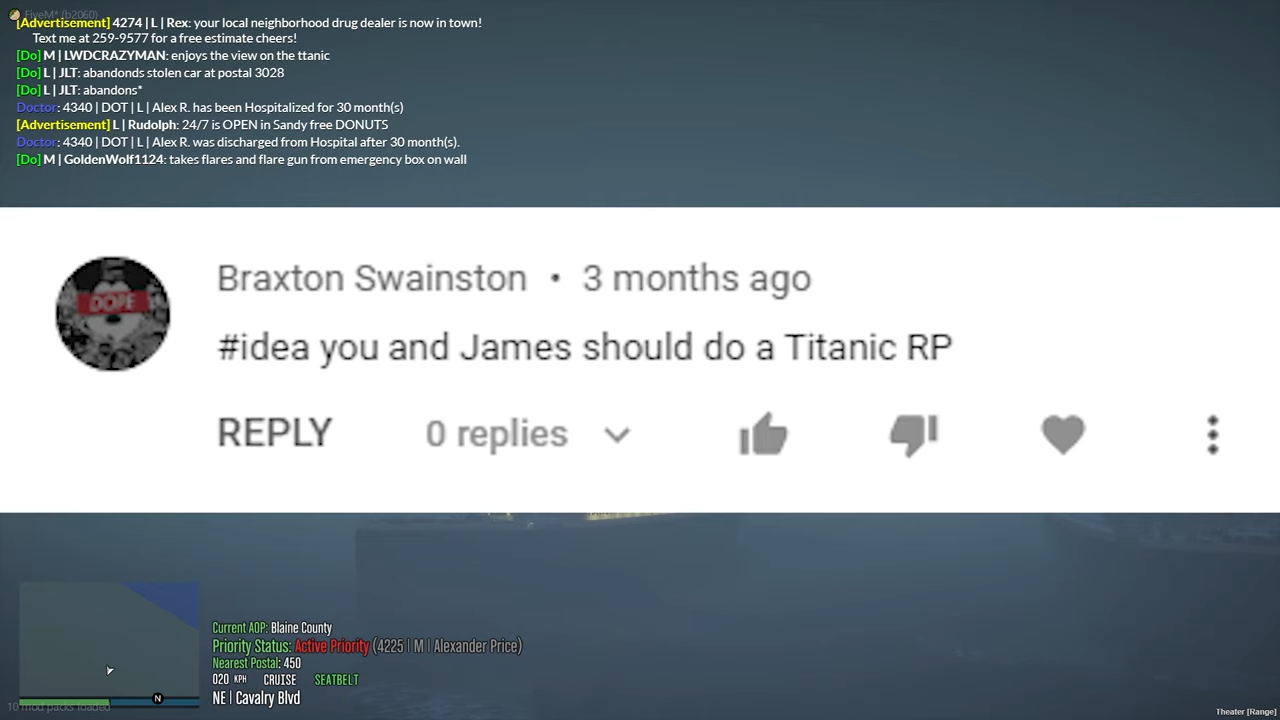 FiveM* (b2060)
[Advertisement] 4274 | L | Rex: your local neighborhood drug dealer is now in town!
Text me at 259-9577 for a free estimate cheers!
[Do] M | LWDCRAZYMAN: enjoys the view on the ttanic
[Do] L | JLT: abandonds stolen car at postal 3028
[Do] L | JLT: abandons*
Doctor: 4340 | DOT | L | Alex R. has been Hospitalized for 30 month(s)
[Advertisement] L | Rudolph: 24/7 is OPEN in Sandy free DONUTS
Doctor: 4340 | DOT | L | Alex R. was discharged from Hospital after 30 month(s).
[Do] M | GoldenWolf1124: takes flares and flare gun from emergency box on wall
DOPE
Braxton Swainston • 3 months ago
#idea you and James should do a Titanic RP
REPLY 0 replies
Current AOP: Blaine County
Priority Status: Active Priority (4225 | M | Alexander Price)
Nearest Postal: 450
020 KPH CRUISE SEATBELT
NE | Cavalry Blvd
N
10 mod packs loaded
Theater [Range]